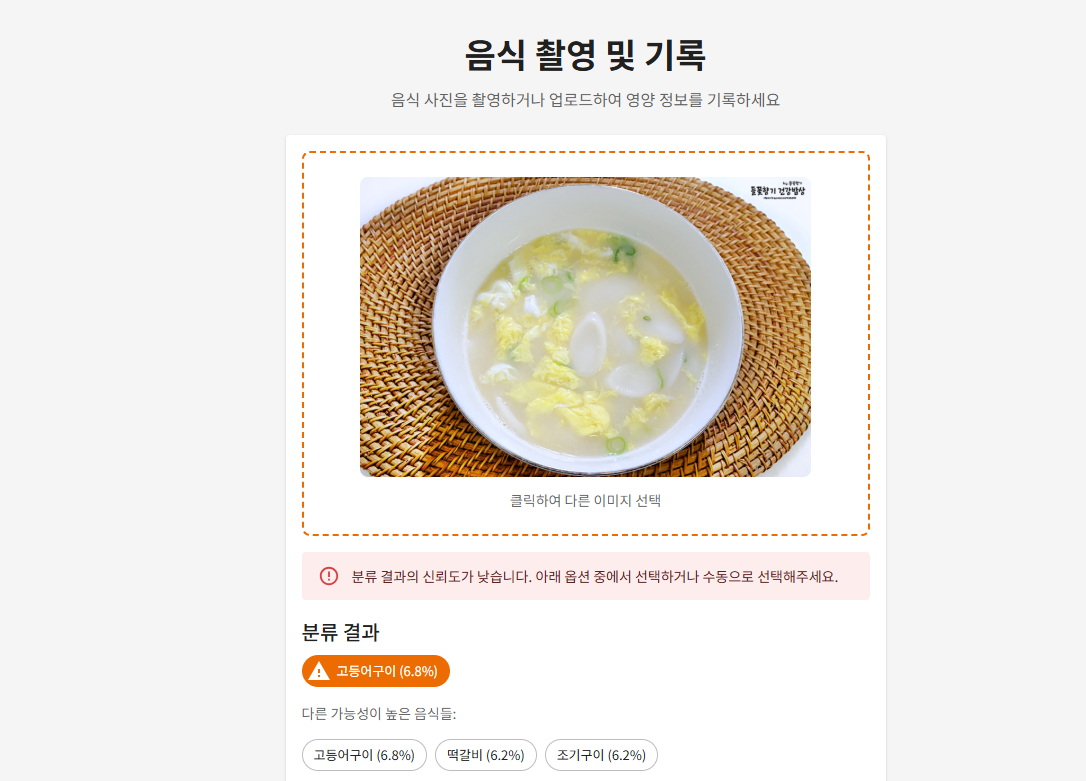 음식 촬영 및 기록
음식 사진을 촬영하거나 업로드하여 영양 정보를 기록하세요
들꽃향기 건강밥상
클릭하여 다른 이미지 선택
분류 결과의 신뢰도가 낮습니다. 아래 옵션 중에서 선택하거나 수동으로 선택해주세요.
분류 결과
고등어구이 (6.8%)
다른 가능성이 높은 음식들:
고등어구이 (6.8%)
떡갈비 (6.2%)
조기구이 (6.2%)